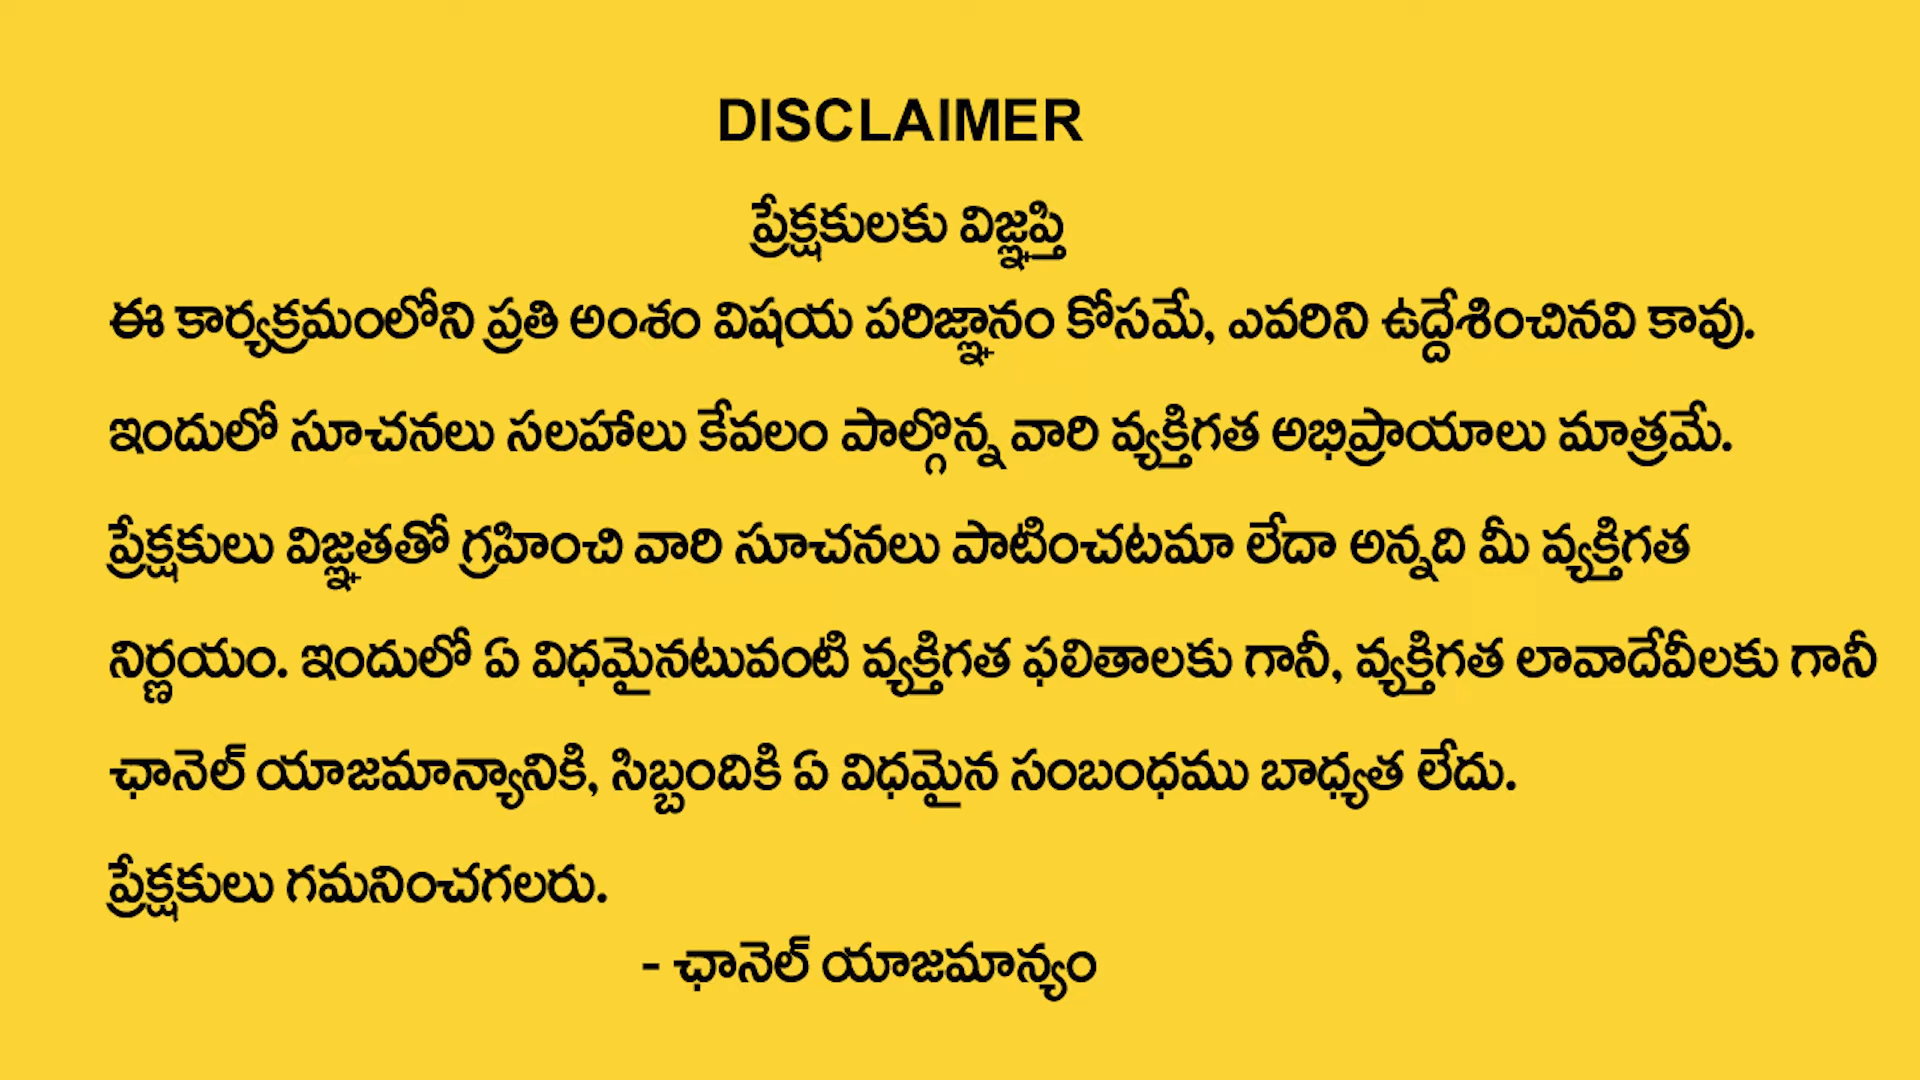 DISCLAIMER
ప్రేక్షకులకు విజ్ఞప్తి
ఈ కార్యక్రమంలోని ప్రతి అంశం విషయ పరిజ్ఞానం కోసమే, ఎవరిని ఉద్దేశించినవి కావు.
ఇందులో సూచనలు సలహాలు కేవలం పాల్గొన్న వారి వ్యక్తిగత అభిప్రాయాలు మాత్రమే.
ప్రేక్షకులు విజ్ఞతతో గ్రహించి వారి సూచనలు పాటించటమా లేదా అన్నది మీ వ్యక్తిగత
నిర్ణయం. ఇందులో ఏ విధమైనటువంటి వ్యక్తిగత ఫలితాలకు గానీ, వ్యక్తిగత లావాదేవీలకు గానీ
ఛానెల్ యాజమాన్యానికి, సిబ్బందికి ఏ విధమైన సంబంధము బాధ్యత లేదు.
ప్రేక్షకులు గమనించగలరు.
- ఛానెల్ యాజమాన్యం